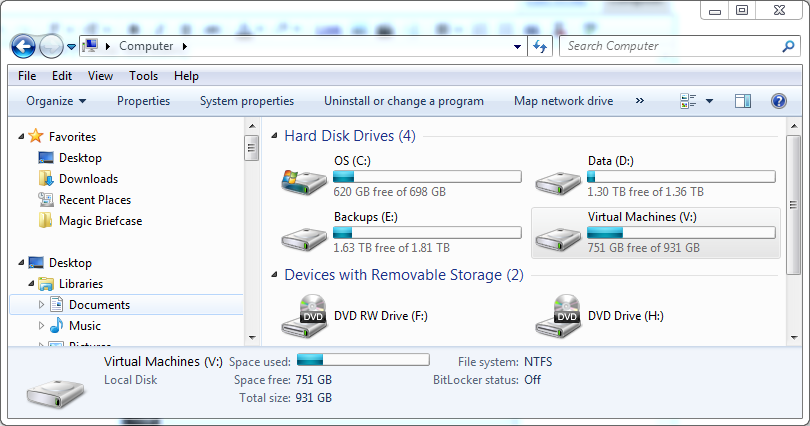 Computer
Search Computer
File Edit View Tools Help
Organize Properties System properties Uninstall or change a program Map network drive »
Favorites
Desktop
Downloads
Recent Places
Magic Briefcase
Desktop
Libraries
Documents
Music
Pictures
Hard Disk Drives (4)
OS (C:)
620 GB free of 698 GB
Data (D:)
1.30 TB free of 1.36 TB
Backups (E:)
1.63 TB free of 1.81 TB
Virtual Machines (V:)
751 GB free of 931 GB
Devices with Removable Storage (2)
DVD DVD RW Drive (F:)
DVD DVD Drive (H:)
Virtual Machines (V:) Space used: File system: NTFS
Local Disk Space free: 751 GB BitLocker status: Off
Total size: 931 GB